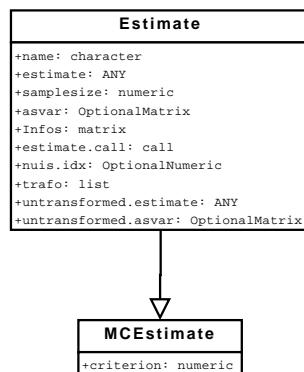 Estimate
+name: character
+estimate: ANY
+samplesize: numeric
+asvar: OptionalMatrix
+Infos: matrix
+estimate.call: call
+nuis.idx: OptionalNumeric
+trafo: list
+untransformed.estimate: ANY
+untransformed.asvar: OptionalMatrix
MCEstimate
+criterion: numeric